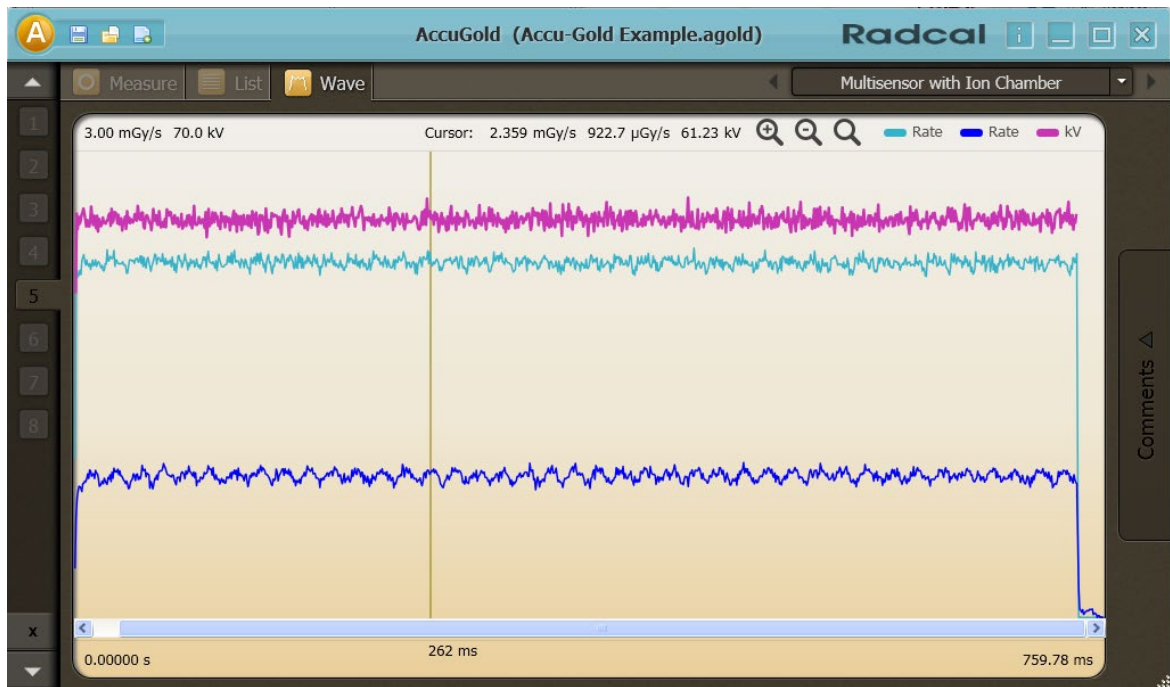 A AccuGold (Accu-Gold Example.agold) Radcal i
Measure List Wave Multisensor with Ion Chamber
3.00 mGy/s 70.0 kV Cursor: 2.359 mGy/s 922.7 µGy/s 61.23 kV Rate Rate kV
1
2
3
4
5
6
7
8
Comments
x
0.00000 s 262 ms 759.78 ms